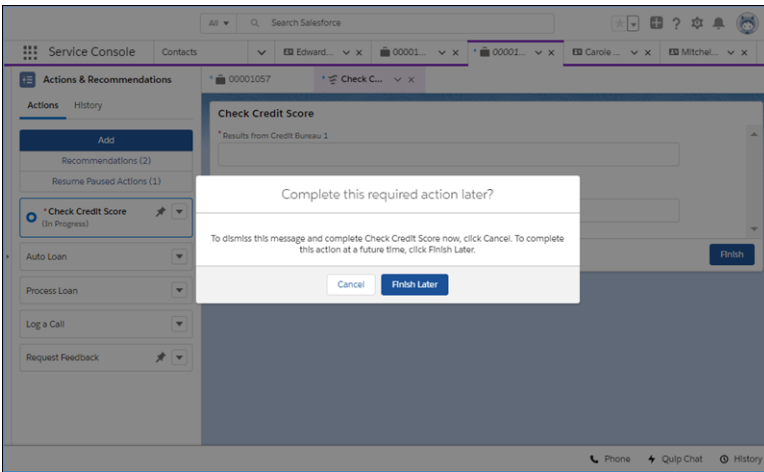 All
Search Salesforce
Service Console
Contacts
Edward...
00001...
* 00001...
Carole ...
Mitchel...
Actions & Recommendations
* 00001057
* Check C...
Actions
History
Check Credit Score
* Results from Credit Bureau 1
Add
Recommendations (2)
Resume Paused Actions (1)
* Check Credit Score
(In Progress)
Auto Loan
Process Loan
Log a Call
Request Feedback
Complete this required action later?
To dismiss this message and complete Check Credit Score now, click Cancel. To complete
this action at a future time, click Finish Later.
Cancel
Finish Later
Finish
Phone
Quip Chat
History